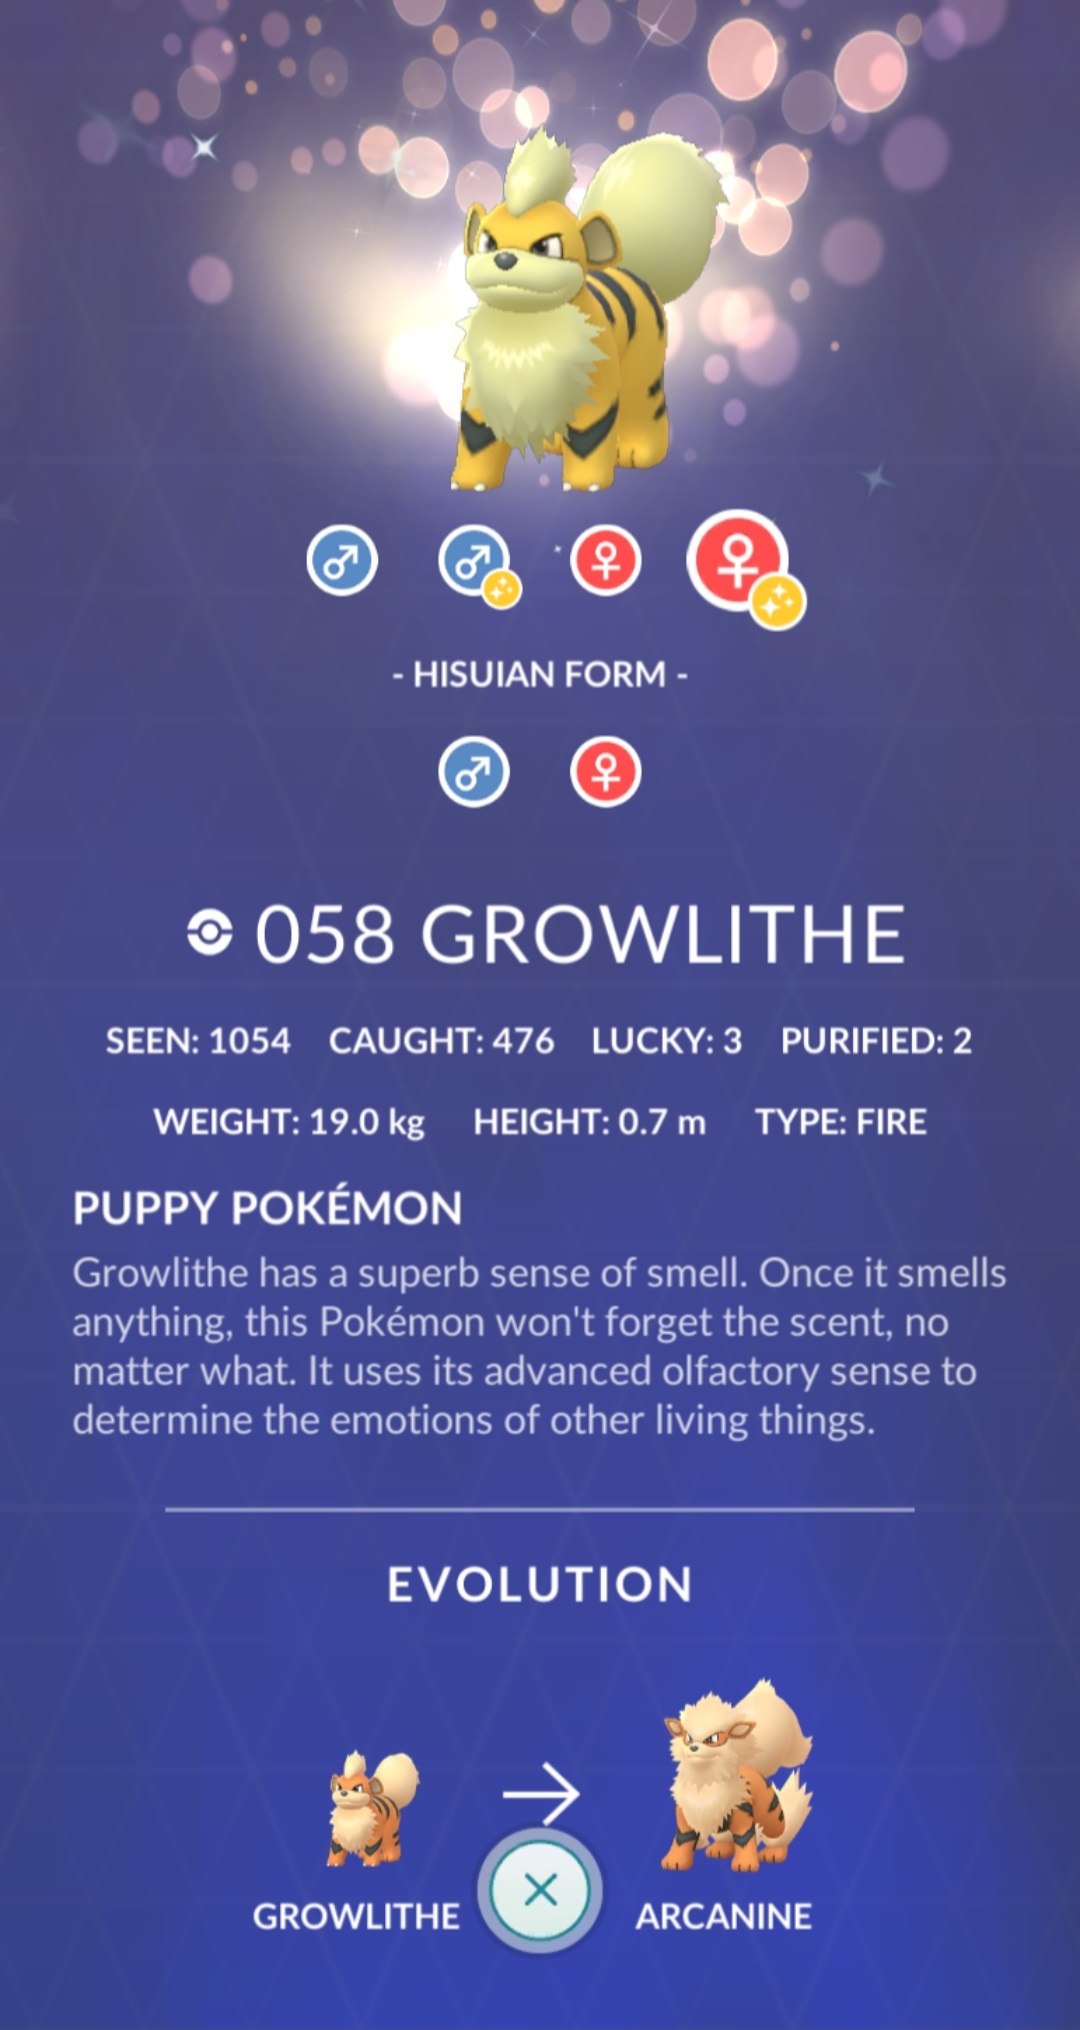 - HISUIAN FORM -
058 GROWLITHE
SEEN: 1054 CAUGHT: 476 LUCKY: 3 PURIFIED: 2
WEIGHT: 19.0 kg HEIGHT: 0.7 m TYPE: FIRE
PUPPY POKÉMON
Growlithe has a superb sense of smell. Once it smells
anything, this Pokémon won't forget the scent, no
matter what. It uses its advanced olfactory sense to
determine the emotions of other living things.
EVOLUTION
GROWLITHE ARCANINE